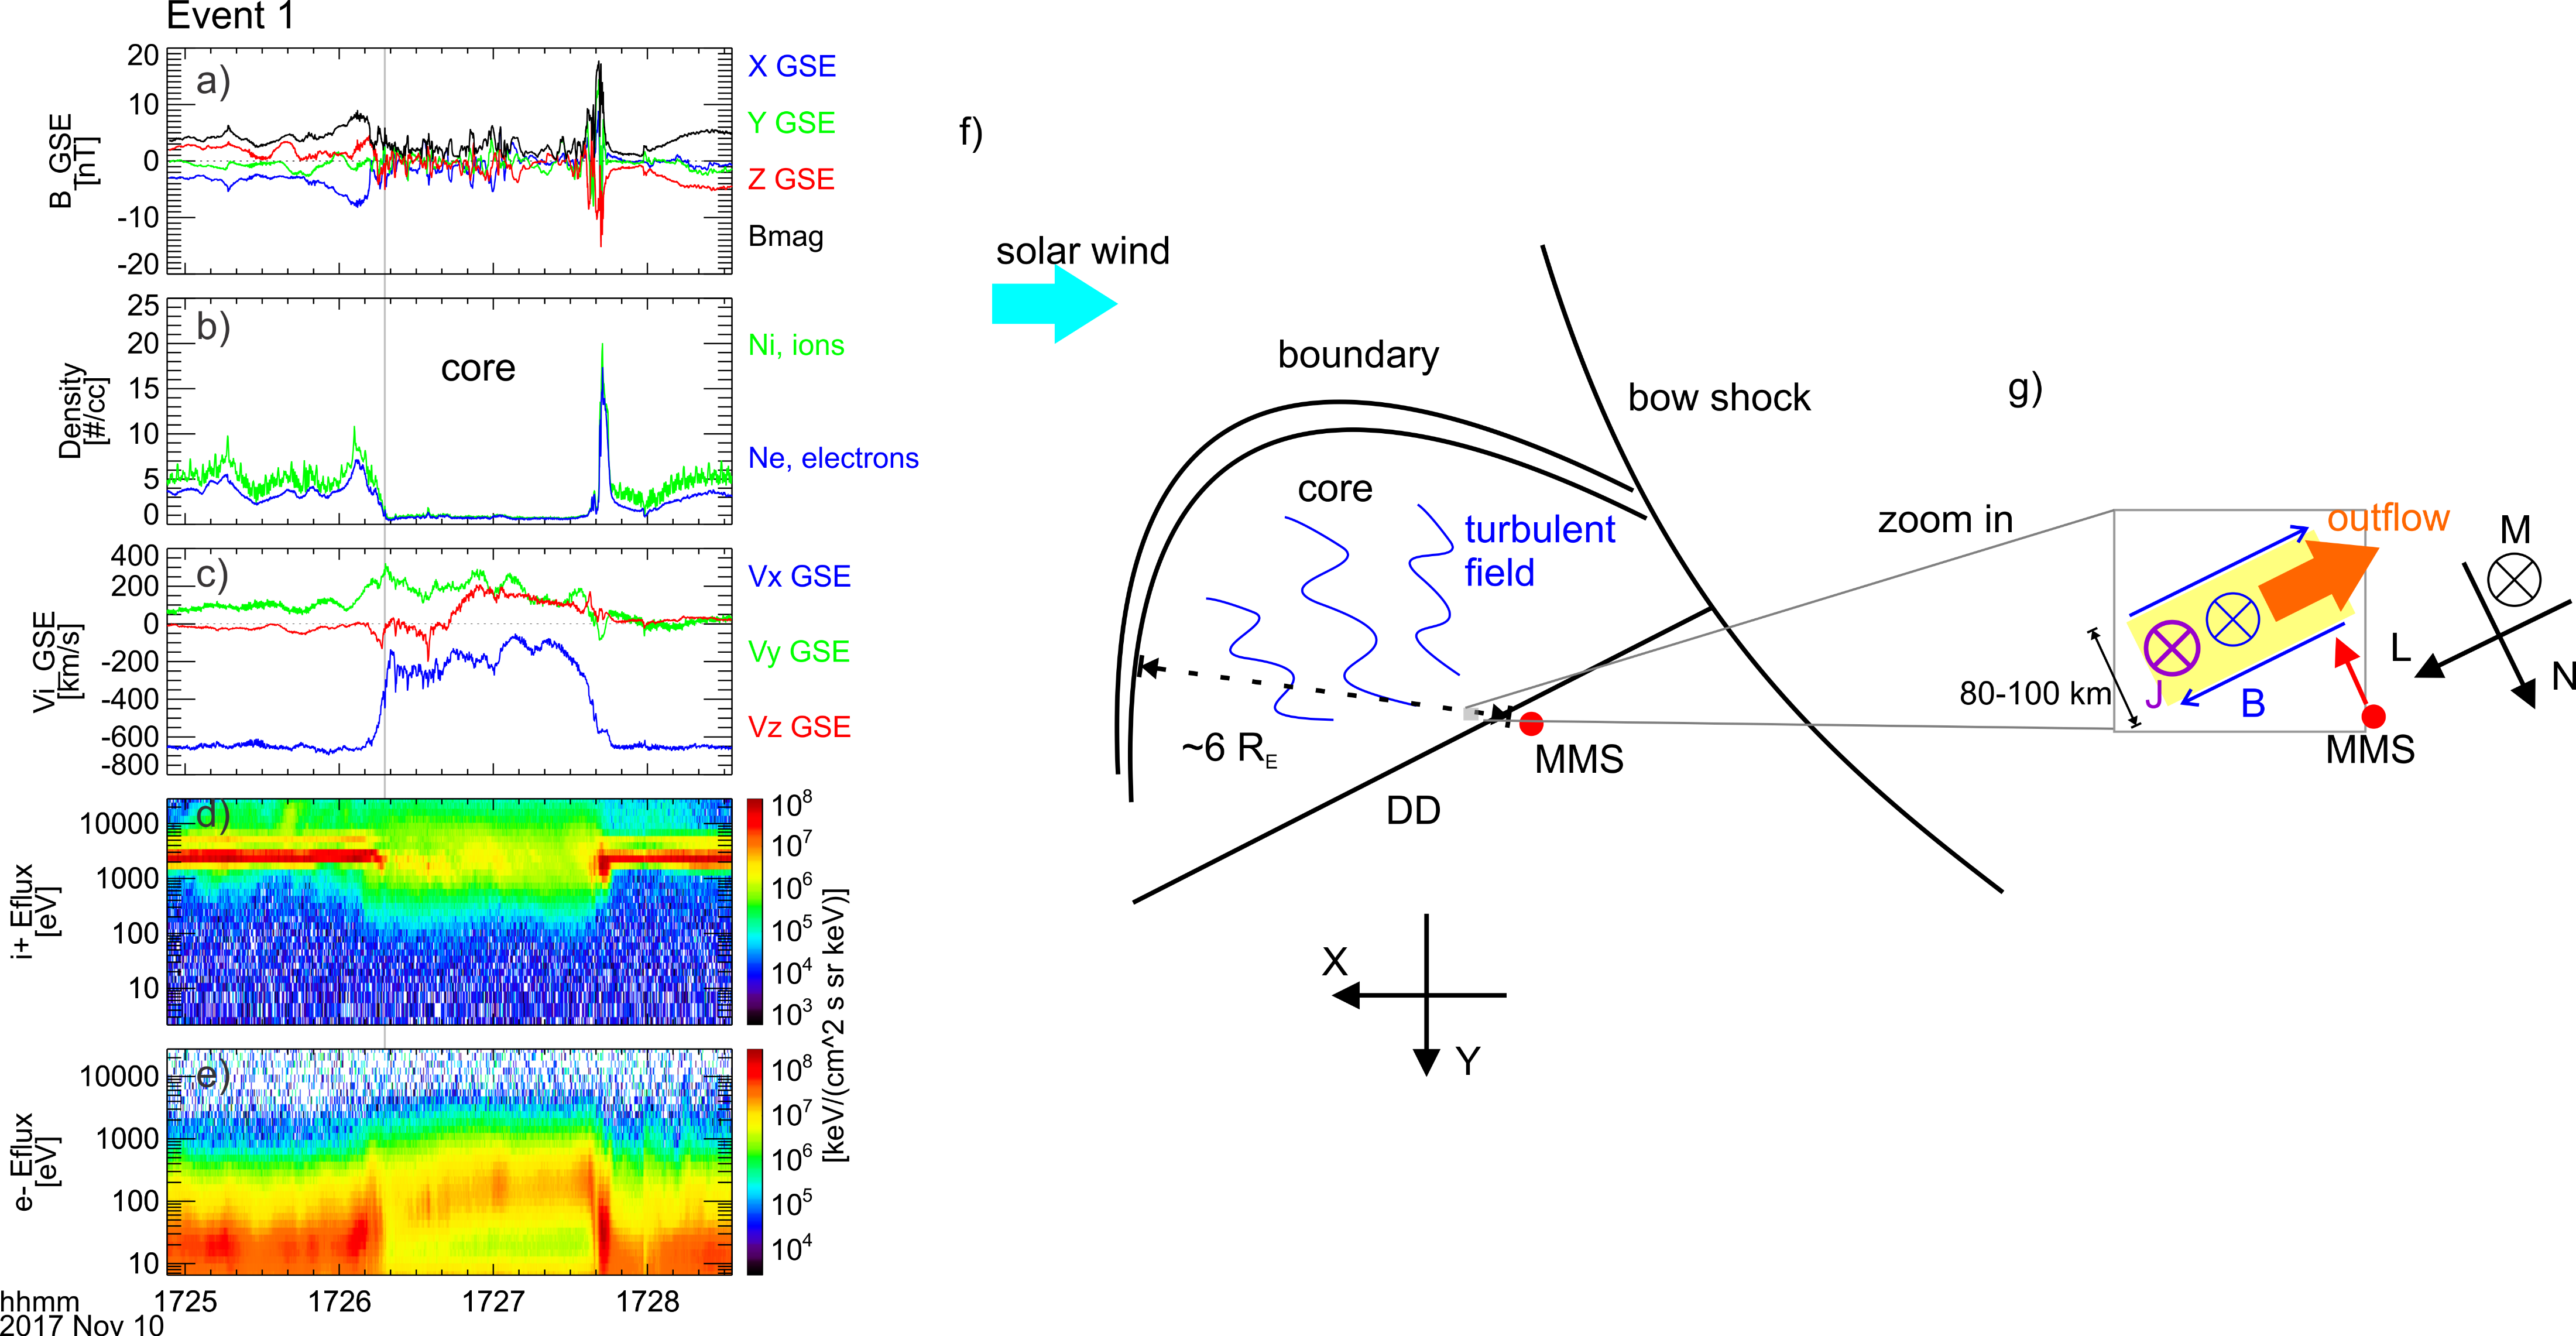 Event 1
a)
B_GSE
[nT]
20
10
0
-10
-20
X GSE
Y GSE
Z GSE
Bmag
b)
core
Density
[#/cc]
25
20
15
10
5
0
Ni, ions
Ne, electrons
c)
Vi_GSE
[km/s]
400
200
0
-200
-400
-600
-800
Vx GSE
Vy GSE
Vz GSE
d)
i+ Eflux
[eV]
10000
1000
100
10
10^8
10^7
10^6
10^5
10^4
10^3
e)
e- Eflux
[eV]
10000
1000
100
10
10^8
10^7
10^6
10^5
10^4
[keV/(cm^2 s sr keV)]
hhmm
1725
1726
1727
1728
2017 Nov 10
f)
solar wind
boundary
bow shock
core
turbulent
field
zoom in
~6 R_E
MMS
DD
X
Y
g)
outflow
M
L
N
J
B
80-100 km
MMS